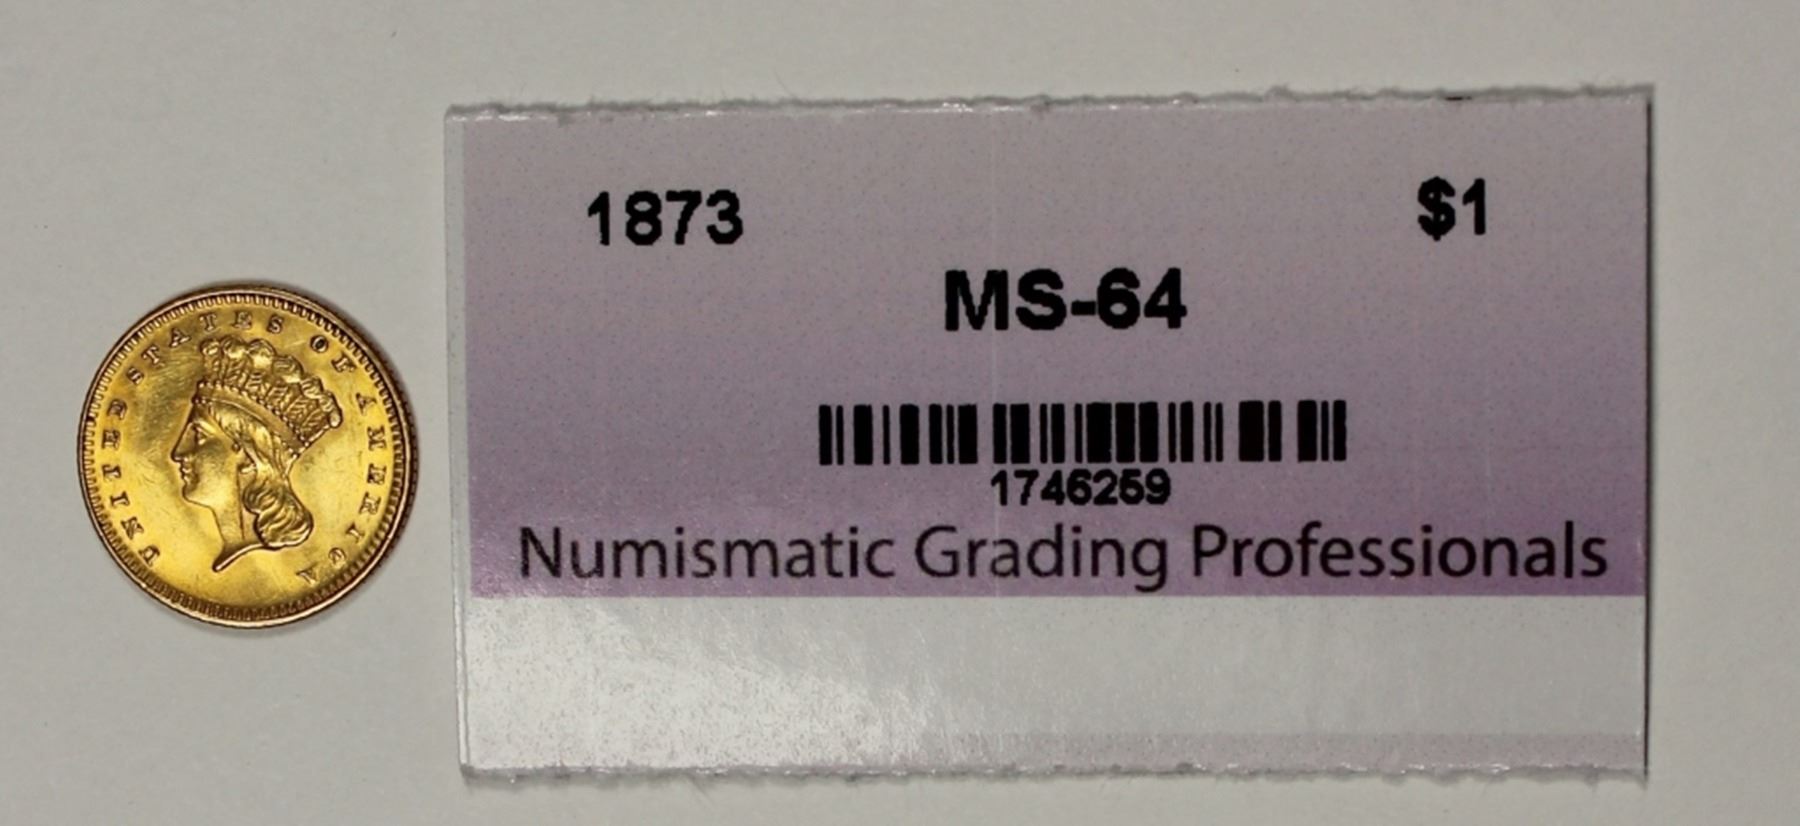 UNITED STATES OF AMERICA
1873 $1
MS-64
1746259
Numismatic Grading Professionals